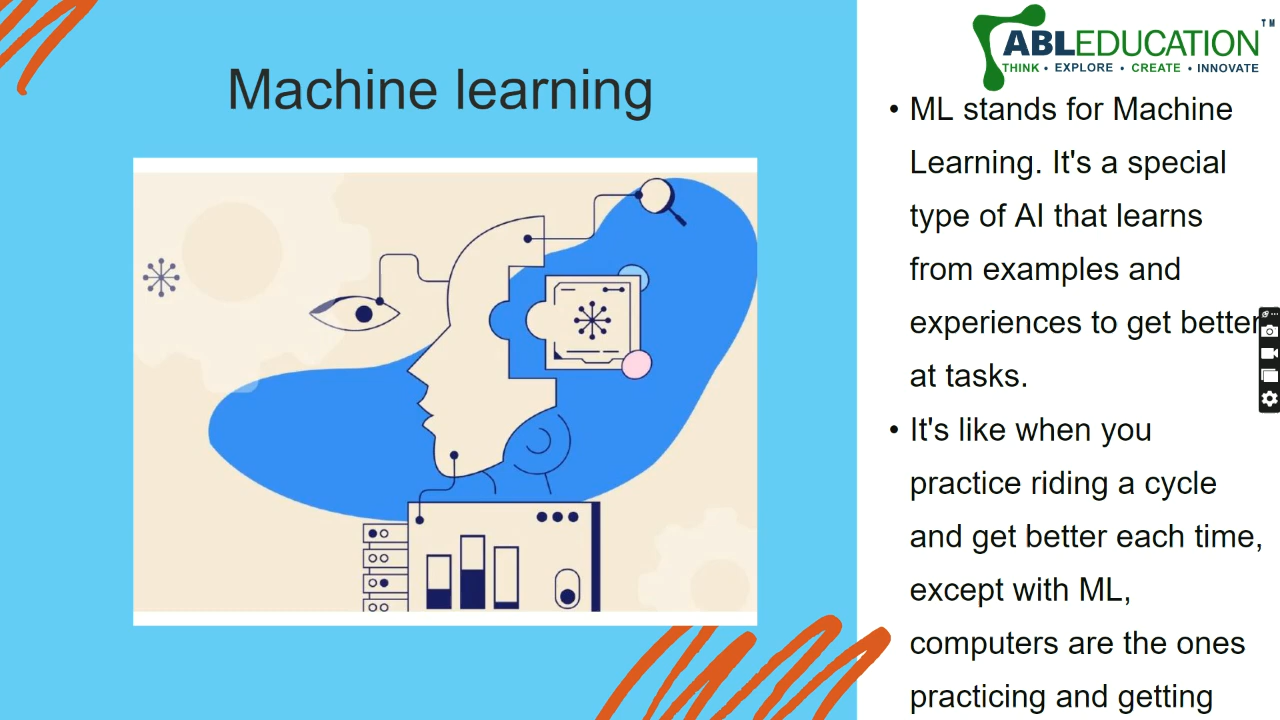 Machine learning
ABLEDUCATION TM
THINK • EXPLORE • CREATE • INNOVATE
• ML stands for Machine
Learning. It's a special
type of AI that learns
from examples and
experiences to get better
at tasks.
• It's like when you
practice riding a cycle
and get better each time,
except with ML,
computers are the ones
practicing and getting